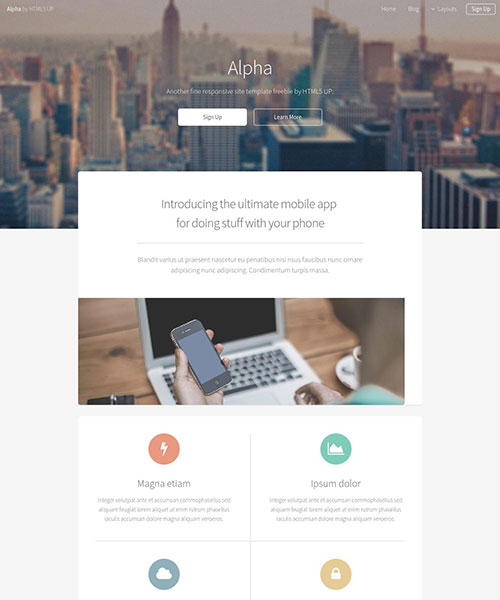 Alpha by HTML5 UP
Home Blog Layouts Sign Up
Alpha
Another fine responsive site template freebie by HTML5 UP.
Sign Up Learn More
Introducing the ultimate mobile app
for doing stuff with your phone
Blandit varius ut praesent nascetur eu penatibus nisi risus faucibus nunc ornare
adipiscing nunc adipiscing. Condimentum turpis massa.
Magna etiam
Integer volutpat ante et accumsan commophasellus sed
aliquam feugiat lorem aliquet ut enim rutrum phasellus
iaculis accumsan dolore magna aliquam veroeros.
Ipsum dolor
Integer volutpat ante et accumsan commophasellus sed
aliquam feugiat lorem aliquet ut enim rutrum phasellus
iaculis accumsan dolore magna aliquam veroeros.